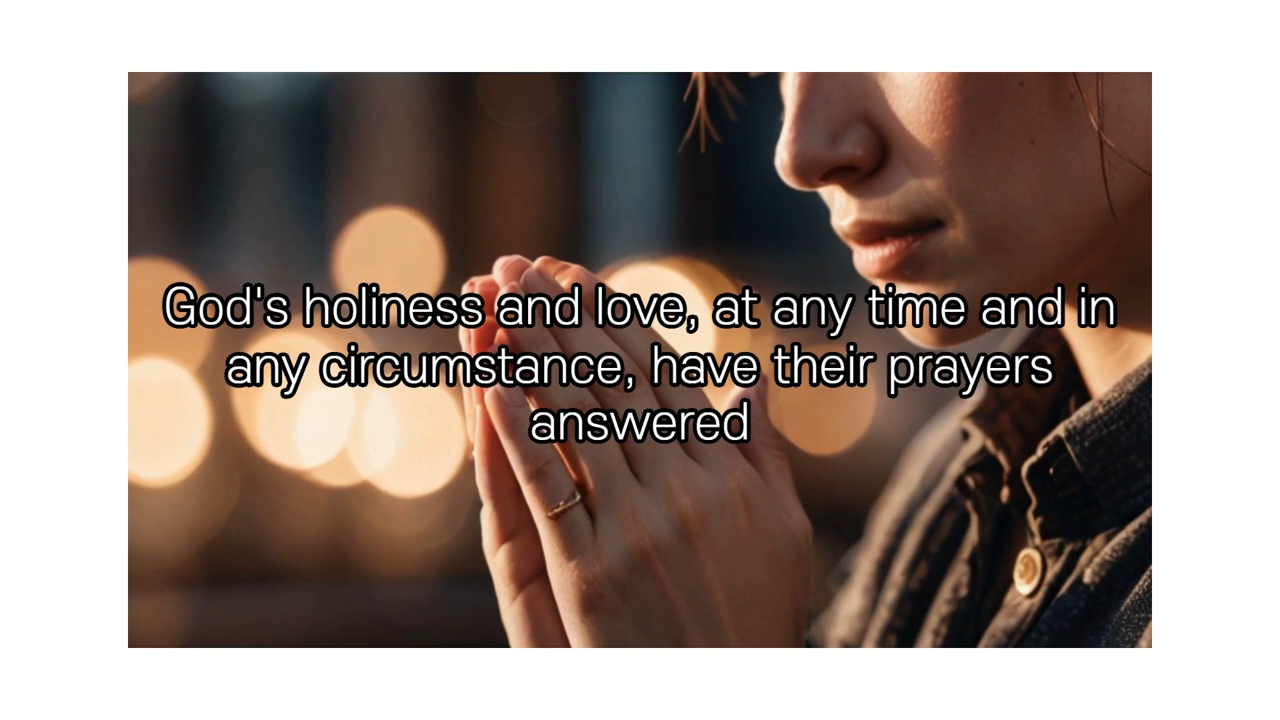 God's holiness and love, at any time and in
any circumstance, have their prayers
answered